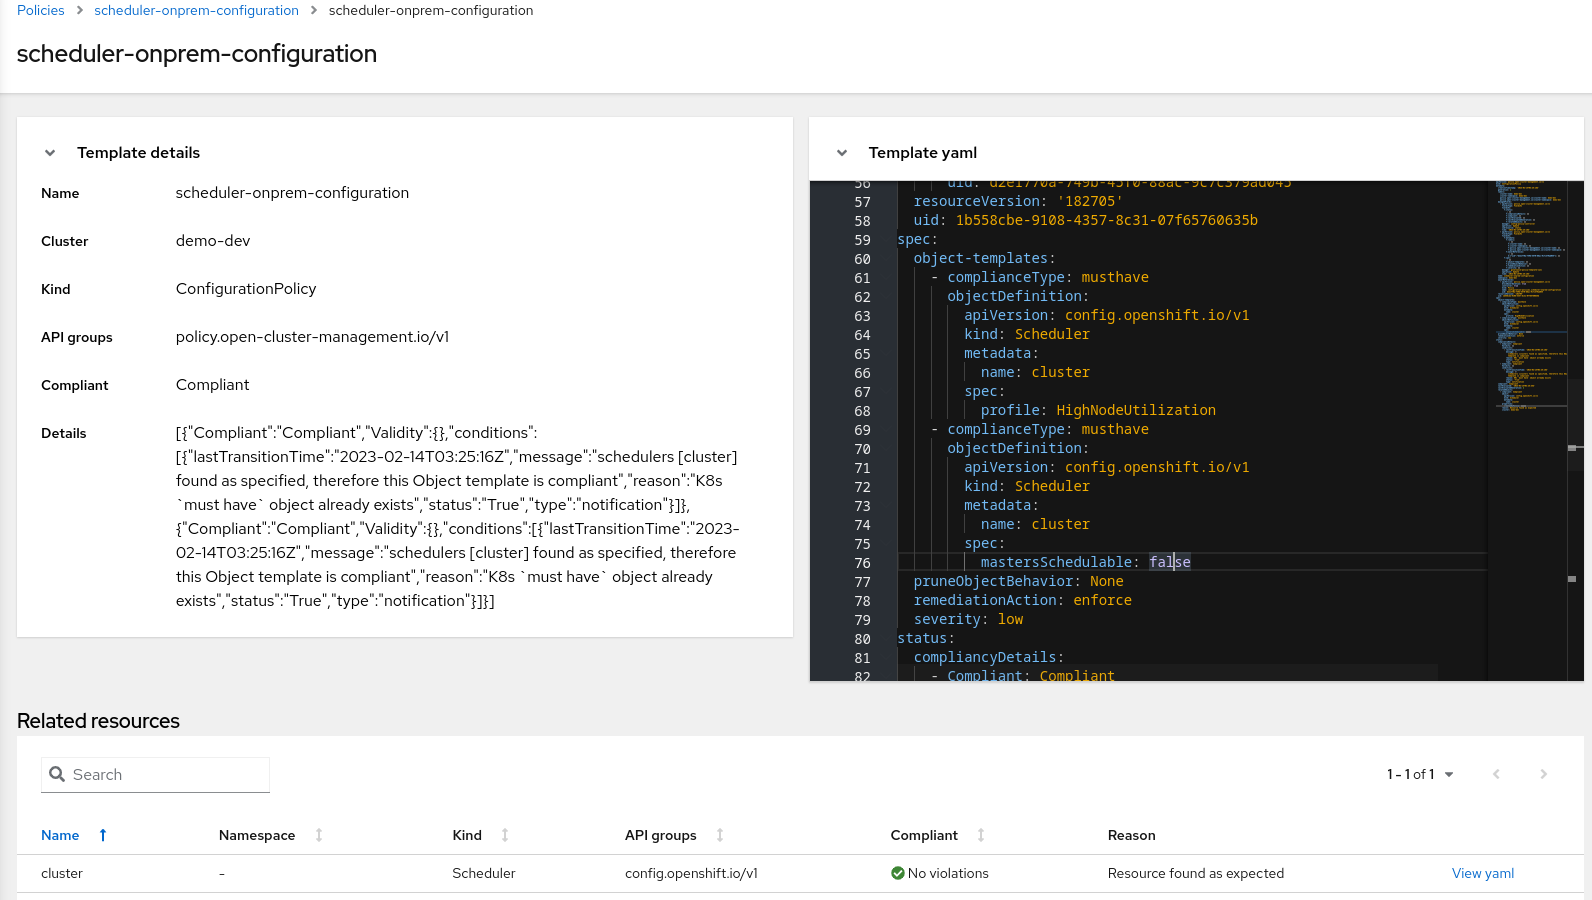 Policies > scheduler-onprem-configuration > scheduler-onprem-configuration
scheduler-onprem-configuration
Template details
Name scheduler-onprem-configuration
Cluster demo-dev
Kind ConfigurationPolicy
API groups policy.open-cluster-management.io/v1
Compliant Compliant
Details [{"Compliant":"Compliant","Validity":{},"conditions":
[{"lastTransitionTime":"2023-02-14T03:25:16Z","message":"schedulers [cluster]
found as specified, therefore this Object template is compliant","reason":"K8s
`must have` object already exists","status":"True","type":"notification"}]},
{"Compliant":"Compliant","Validity":{},"conditions":[{"lastTransitionTime":"2023-
02-14T03:25:16Z","message":"schedulers [cluster] found as specified, therefore
this Object template is compliant","reason":"K8s `must have` object already
exists","status":"True","type":"notification"}]}]
Template yaml
56 uid:
57 resourceVersion: '182705'
58 uid: 1b558cbe-9108-4357-8c31-07f65760635b
59 spec:
60 object-templates:
61 - complianceType: musthave
62 objectDefinition:
63 apiVersion: config.openshift.io/v1
64 kind: Scheduler
65 metadata:
66 name: cluster
67 spec:
68 profile: HighNodeUtilization
69 - complianceType: musthave
70 objectDefinition:
71 apiVersion: config.openshift.io/v1
72 kind: Scheduler
73 metadata:
74 name: cluster
75 spec:
76 mastersSchedulable: false
77 pruneObjectBehavior: None
78 remediationAction: enforce
79 severity: low
80 status:
81 compliancyDetails:
82 - Compliant: Compliant
Related resources
Search
1 - 1 of 1
Name Namespace Kind API groups Compliant Reason
cluster - Scheduler config.openshift.io/v1 No violations Resource found as expected View yaml